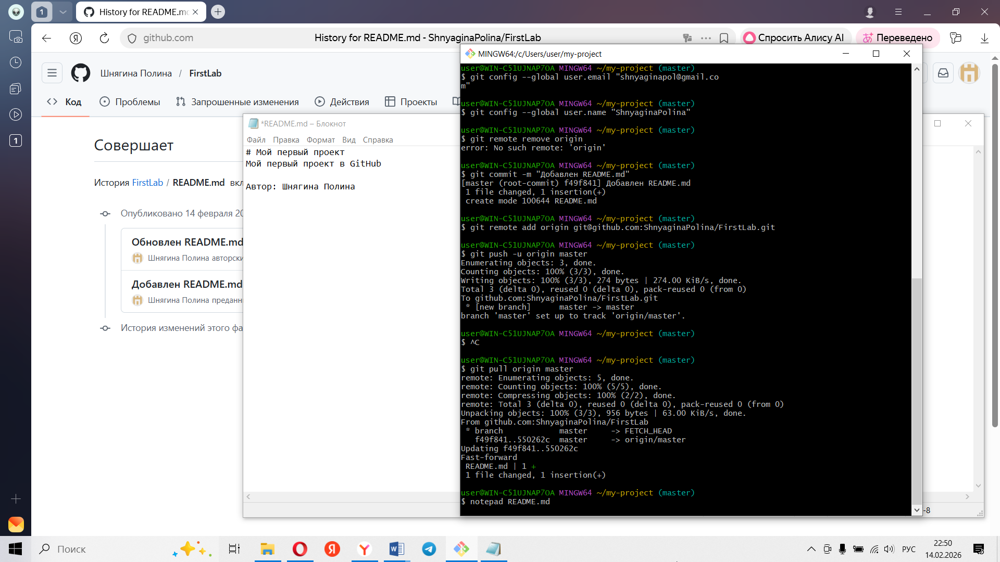 1
History for README.md
github.com
History for README.md - ShnyaginaPolina/FirstLab
Спросить Алису AI
Переведено
Шнягина Полина / FirstLab
Код
Проблемы
Запрошенные изменения
Действия
Проекты
1
Совершает
История FirstLab / README.md вкл
Опубликовано 14 февраля 20
Обновлен README.md
Шнягина Полина авторски
Добавлен README.md
Шнягина Полина преданн
История изменений этого фа
*README.md – Блокнот
Файл Правка Формат Вид Справка
# Мой первый проект
Мой первый проект в GitHub
Автор: Шнягина Полина
-8
MINGW64:/c/Users/user/my-project
user@WIN-C51UJNAP7OA MINGW64 ~/my-project (master)
$ git config --global user.email "shnyaginapol@gmail.co
m"
user@WIN-C51UJNAP7OA MINGW64 ~/my-project (master)
$ git config --global user.name "ShnyaginaPolina"
user@WIN-C51UJNAP7OA MINGW64 ~/my-project (master)
$ git remote remove origin
error: No such remote: 'origin'
user@WIN-C51UJNAP7OA MINGW64 ~/my-project (master)
$ git commit -m "Добавлен README.md"
[master (root-commit) f49f841] Добавлен README.md
1 file changed, 1 insertion(+)
create mode 100644 README.md
user@WIN-C51UJNAP7OA MINGW64 ~/my-project (master)
$ git remote add origin git@github.com:ShnyaginaPolina/FirstLab.git
user@WIN-C51UJNAP7OA MINGW64 ~/my-project (master)
$ git push -u origin master
Enumerating objects: 3, done.
Counting objects: 100% (3/3), done.
Writing objects: 100% (3/3), 274 bytes | 274.00 KiB/s, done.
Total 3 (delta 0), reused 0 (delta 0), pack-reused 0 (from 0)
To github.com:ShnyaginaPolina/FirstLab.git
* [new branch] master -> master
branch 'master' set up to track 'origin/master'.
user@WIN-C51UJNAP7OA MINGW64 ~/my-project (master)
$ ^C
user@WIN-C51UJNAP7OA MINGW64 ~/my-project (master)
$ git pull origin master
remote: Enumerating objects: 5, done.
remote: Counting objects: 100% (5/5), done.
remote: Compressing objects: 100% (2/2), done.
remote: Total 3 (delta 0), reused 0 (delta 0), pack-reused 0 (from 0)
Unpacking objects: 100% (3/3), 956 bytes | 63.00 KiB/s, done.
From github.com:ShnyaginaPolina/FirstLab
* branch master -> FETCH_HEAD
f49f841..550262c master -> origin/master
Updating f49f841..550262c
Fast-forward
README.md | 1 +
1 file changed, 1 insertion(+)
user@WIN-C51UJNAP7OA MINGW64 ~/my-project (master)
$ notepad README.md
Поиск
РУС
22:50
14.02.2026